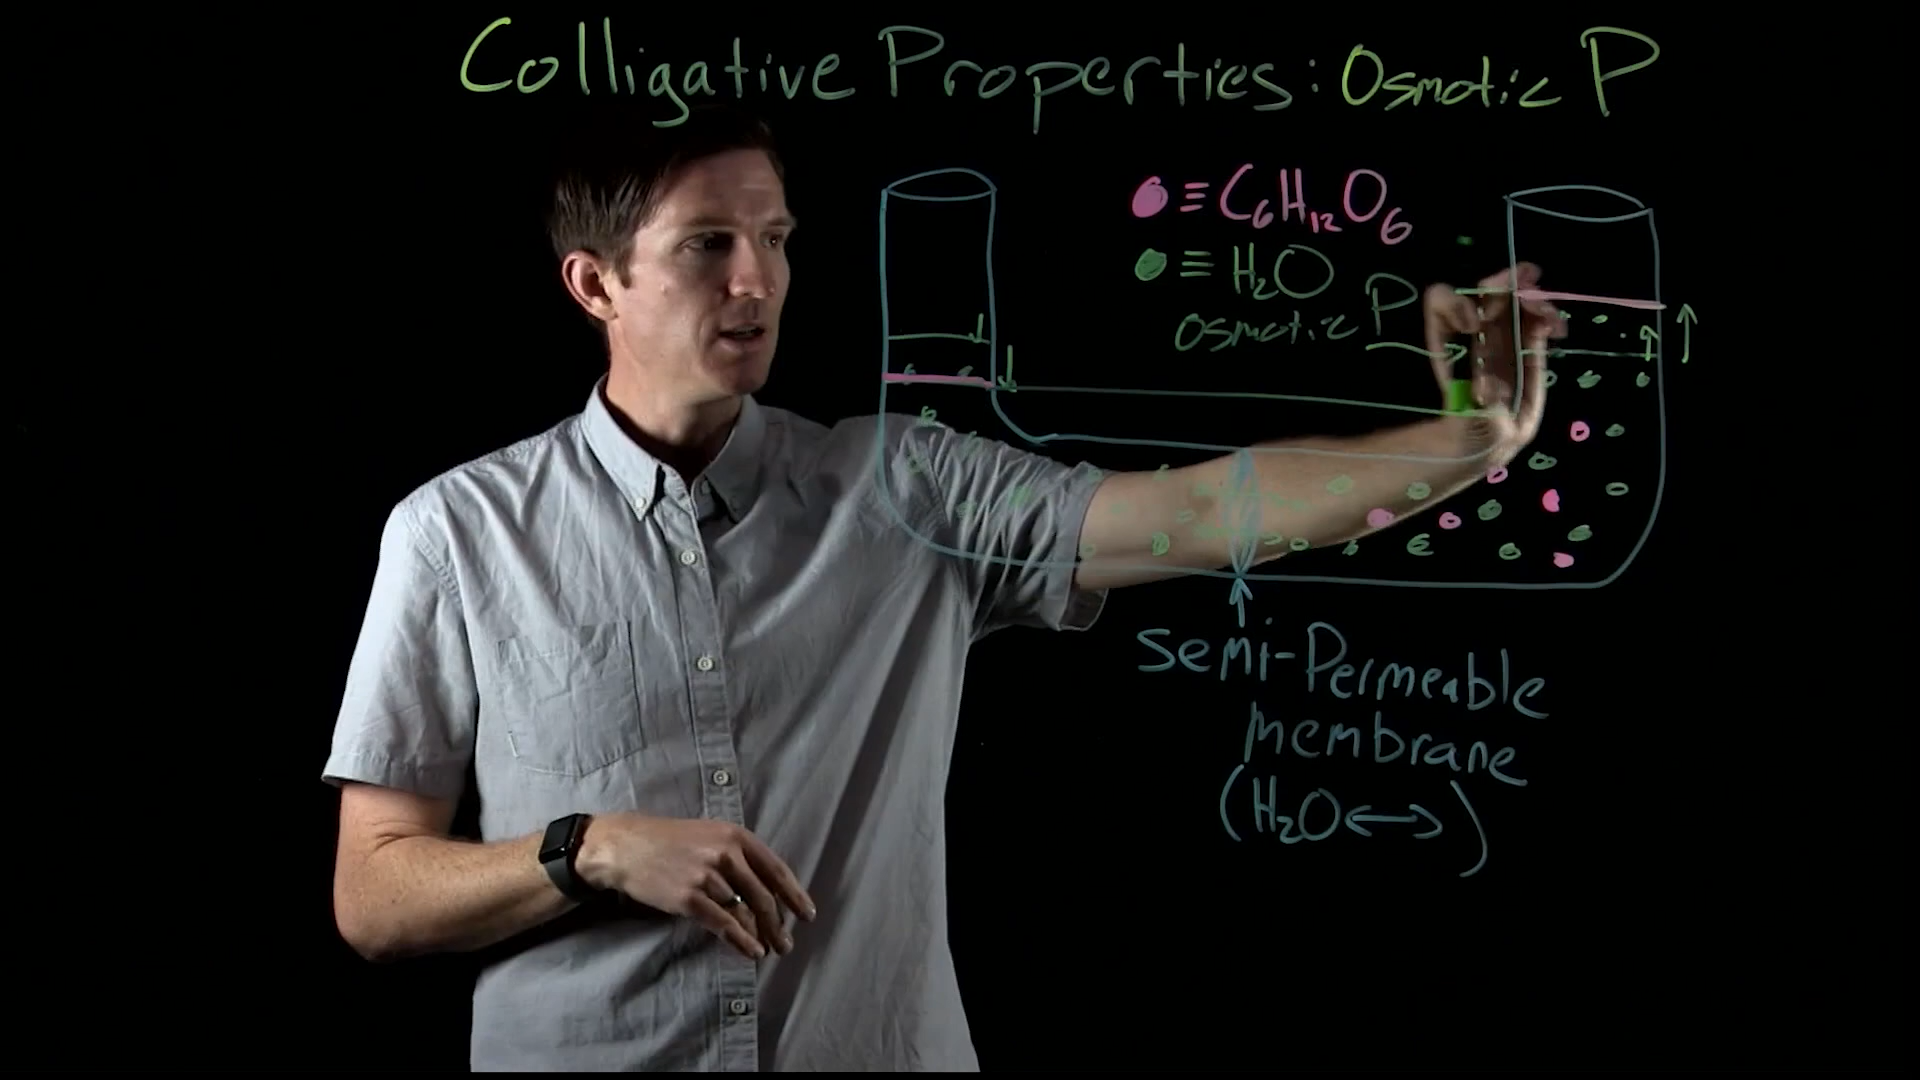 Colligative Properties: Osmotic P
● ≡ C₆H₁₂O₆
● ≡ H₂O
Osmotic P
Semi-Permeable
membrane
(H₂O ↔ )